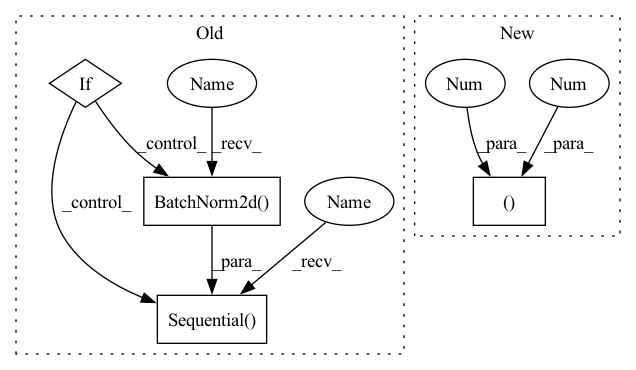 Old
New
If
Name
Num
Num
_control_
_recv_
_para_
_para_
_control_
BatchNorm2d()
Name
()
_para_
_recv_
Sequential()